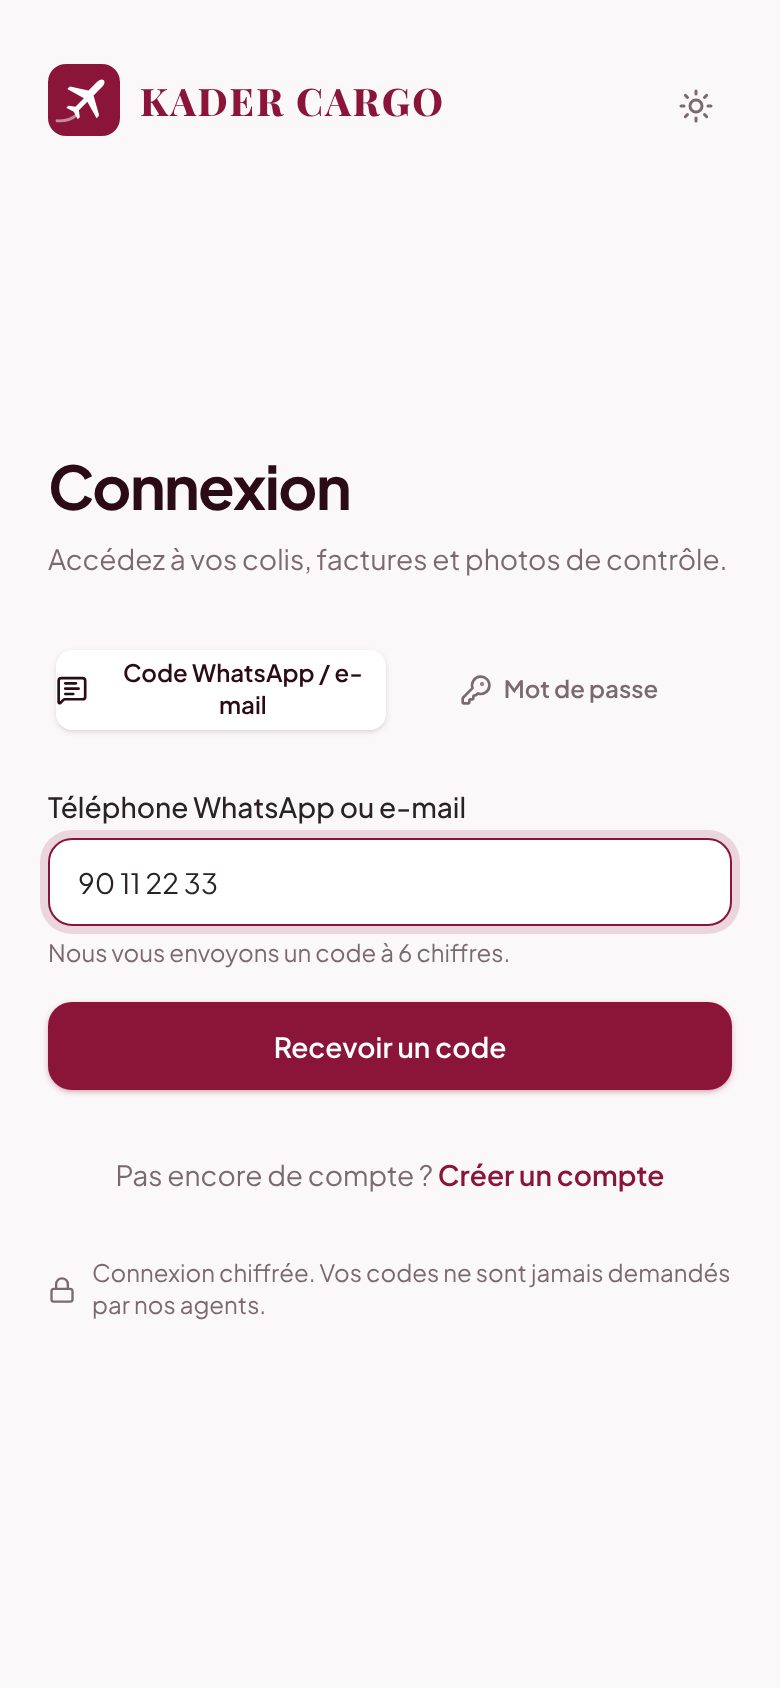 KADER CARGO
Connexion
Accédez à vos colis, factures et photos de contrôle.
Code WhatsApp / e-
mail
Mot de passe
Téléphone WhatsApp ou e-mail
90 11 22 33
Nous vous envoyons un code à 6 chiffres.
Recevoir un code
Pas encore de compte ? Créer un compte
Connexion chiffrée. Vos codes ne sont jamais demandés
par nos agents.